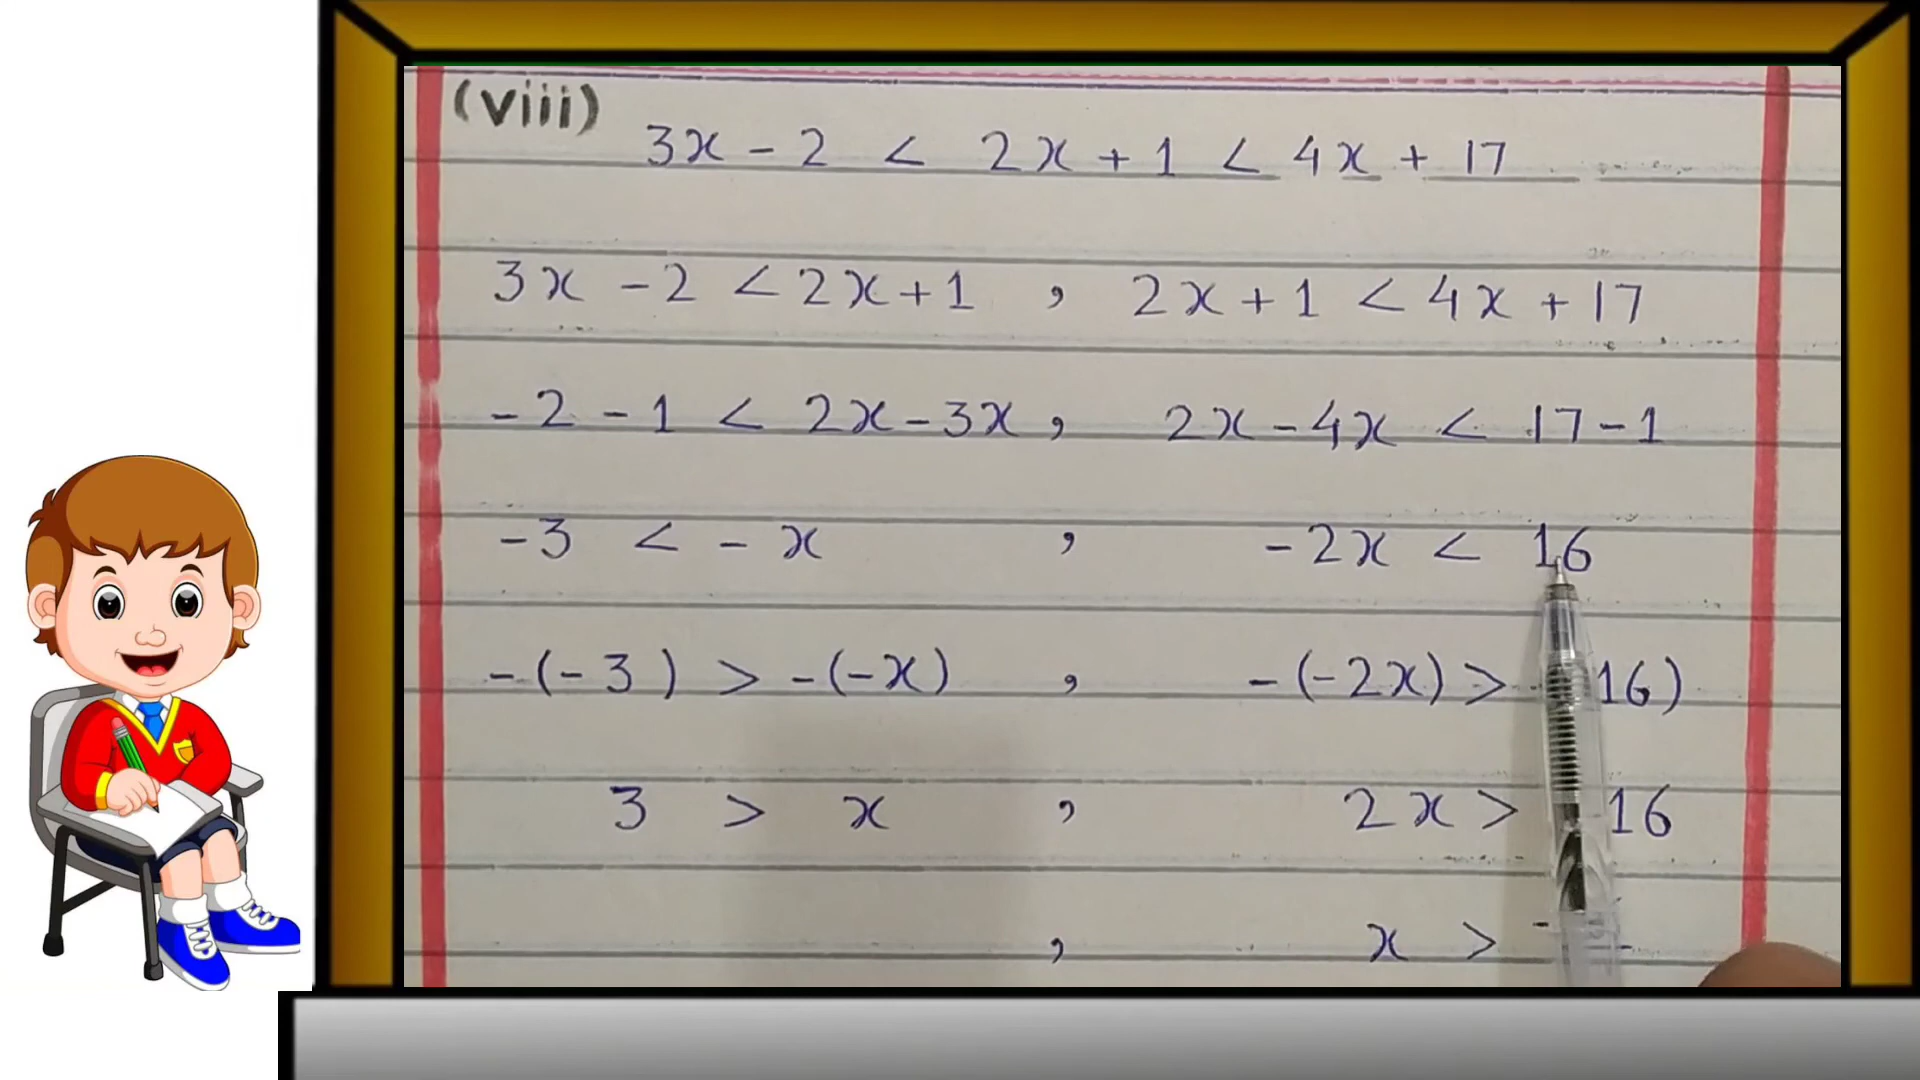 (viii)
3x - 2 < 2x + 1 < 4x + 17
3x - 2 < 2x + 1 , 2x + 1 < 4x + 17
- 2 - 1 < 2x - 3x , 2x - 4x < 17 - 1
- 3 < - x , - 2x < 16
- (- 3) > - (- x) , - (- 2x) > 16)
3 > x , 2x > 16
, x > -